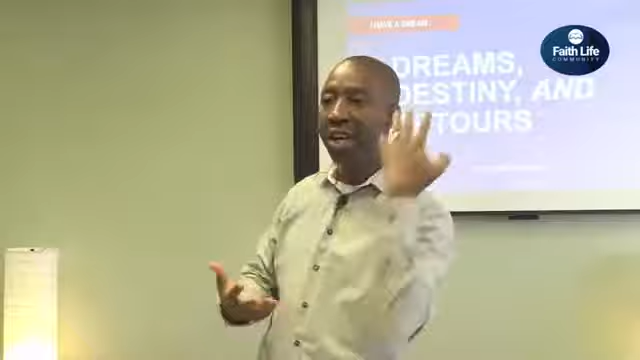 I HAVE A DREAM :
DREAMS,
DESTINY, AND
TOURS
Faith Life
COMMUNITY